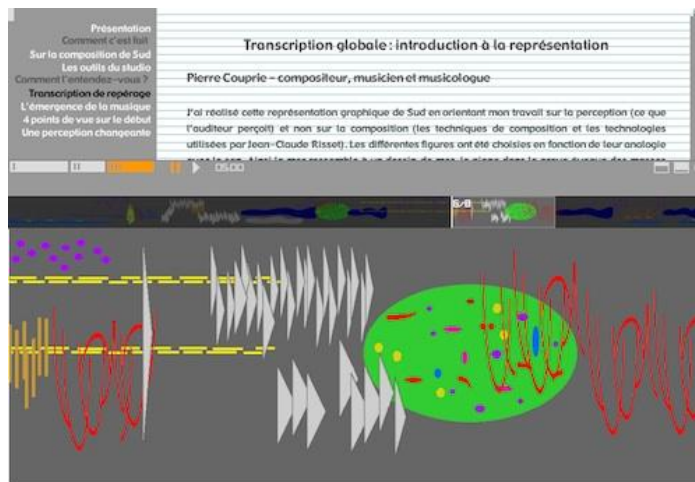 Présentation
Comment c'est fait
Sur la composition de Sud
Les outils du studio
Comment l'entendez-vous ?
Transcription de repérage
L'émergence de la musique
4 points de vue sur le début
Une perception changeante
Transcription globale : introduction à la représentation
Pierre Couprie – compositeur, musicien et musicologue
J'ai réalisé cette représentation graphique de Sud en orientant mon travail sur la perception (ce que
l'auditeur perçoit) et non sur la composition (les techniques de composition et les technologies
utilisées par Jean-Claude Risset). Les différentes figures ont été choisies en fonction de leur analogie
I II III 05:00